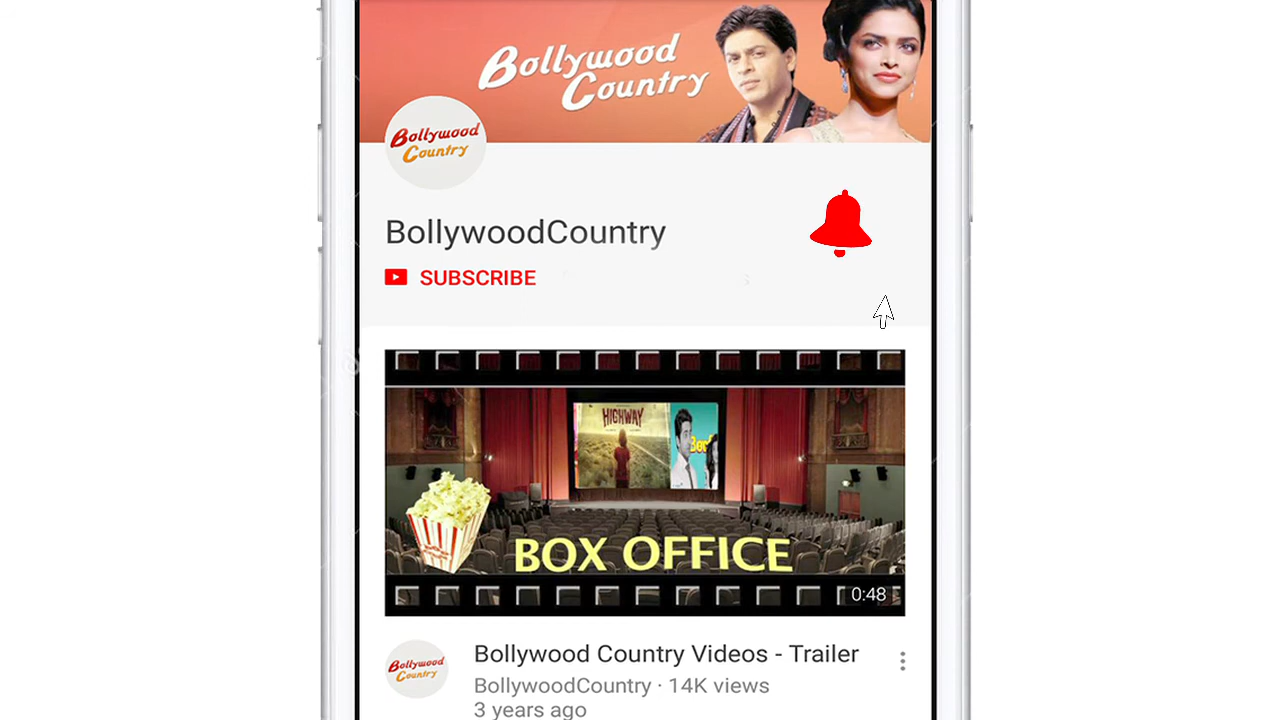 Bollywood
Country
Bollywood
Country
BollywoodCountry
SUBSCRIBE
HIGHWAY
BOX OFFICE
0:48
Bollywood
Country
Bollywood Country Videos - Trailer
BollywoodCountry · 14K views
3 years ago